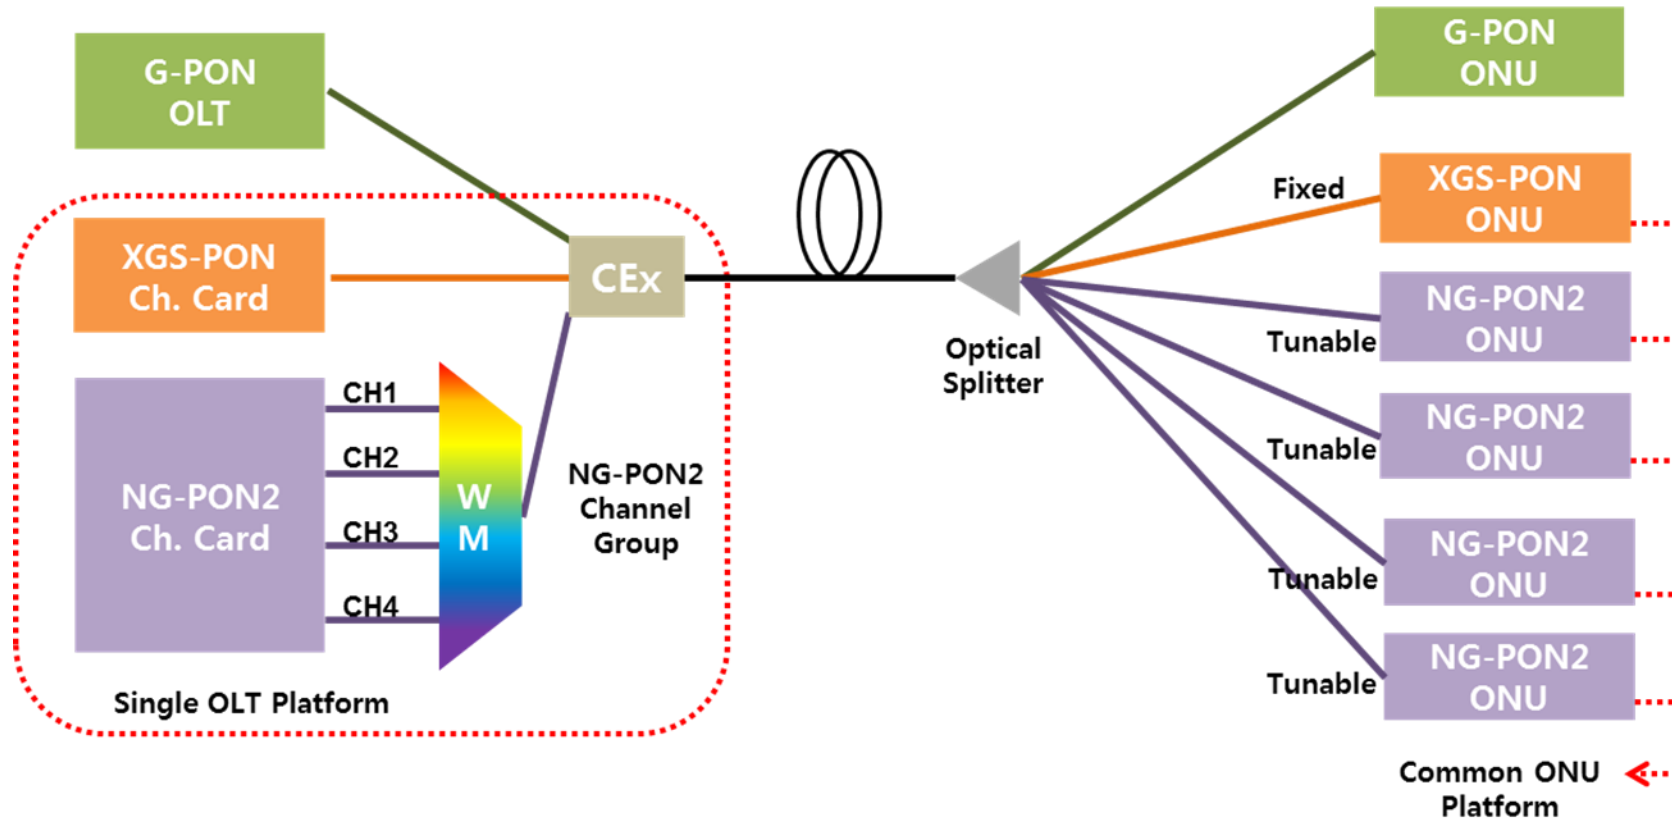 G-PON
OLT
XGS-PON
Ch. Card
NG-PON2
Ch. Card
CH1
CH2
CH3
CH4
W
M
CEx
NG-PON2
Channel
Group
Single OLT Platform
Optical
Splitter
G-PON
ONU
Fixed
XGS-PON
ONU
Tunable
NG-PON2
ONU
Tunable
NG-PON2
ONU
Tunable
NG-PON2
ONU
Tunable
NG-PON2
ONU
Common ONU
Platform